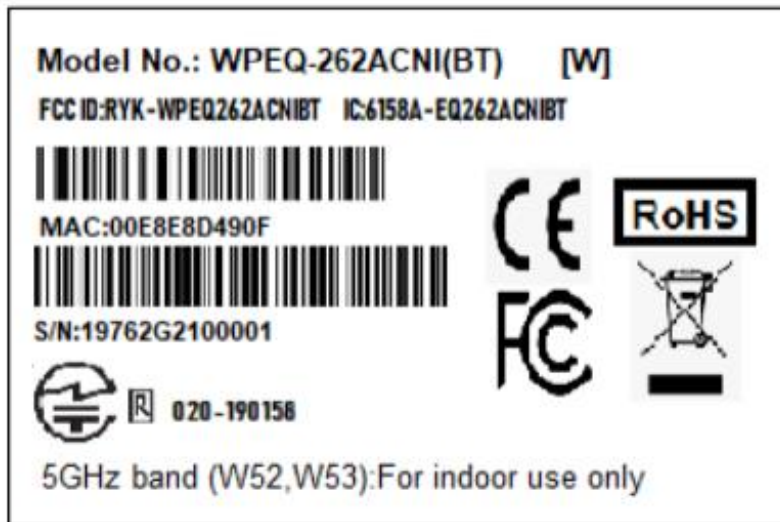 Model No.: WPEQ-262ACNI(BT) [W]
FCC ID:RYK-WPEQ262ACNIBT IC:6158A-EQ262ACNIBT
MAC:00E8E8D490F
S/N:19762G2100001
R 020-190158
CE
RoHS
FC
5GHz band (W52,W53):For indoor use only